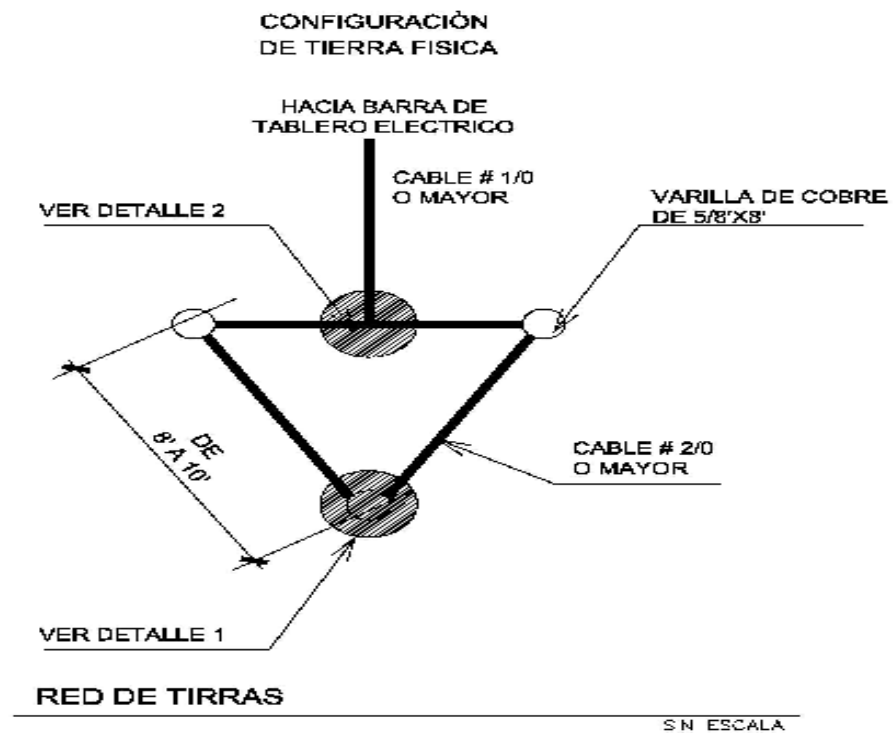 CONFIGURACIÒN
DE TIERRA FISICA
HACIA BARRA DE
TABLERO ELECTRICO
CABLE # 1/0
O MAYOR
VER DETALLE 2
VARILLA DE COBRE
DE 5/8'X8'
DE
8' A 10'
CABLE # 2/0
O MAYOR
VER DETALLE 1
RED DE TIRRAS
SN ESCALA